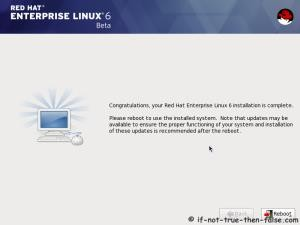 RED HAT®
ENTERPRISE LINUX® 6
Beta
Congratulations, your Red Hat Enterprise Linux 6 installation is complete.
Please reboot to use the installed system. Note that updates may be
available to ensure the proper functioning of your system and installation
of these updates is recommended after the reboot.
Back
Reboot
© if-not-true-then-false.com